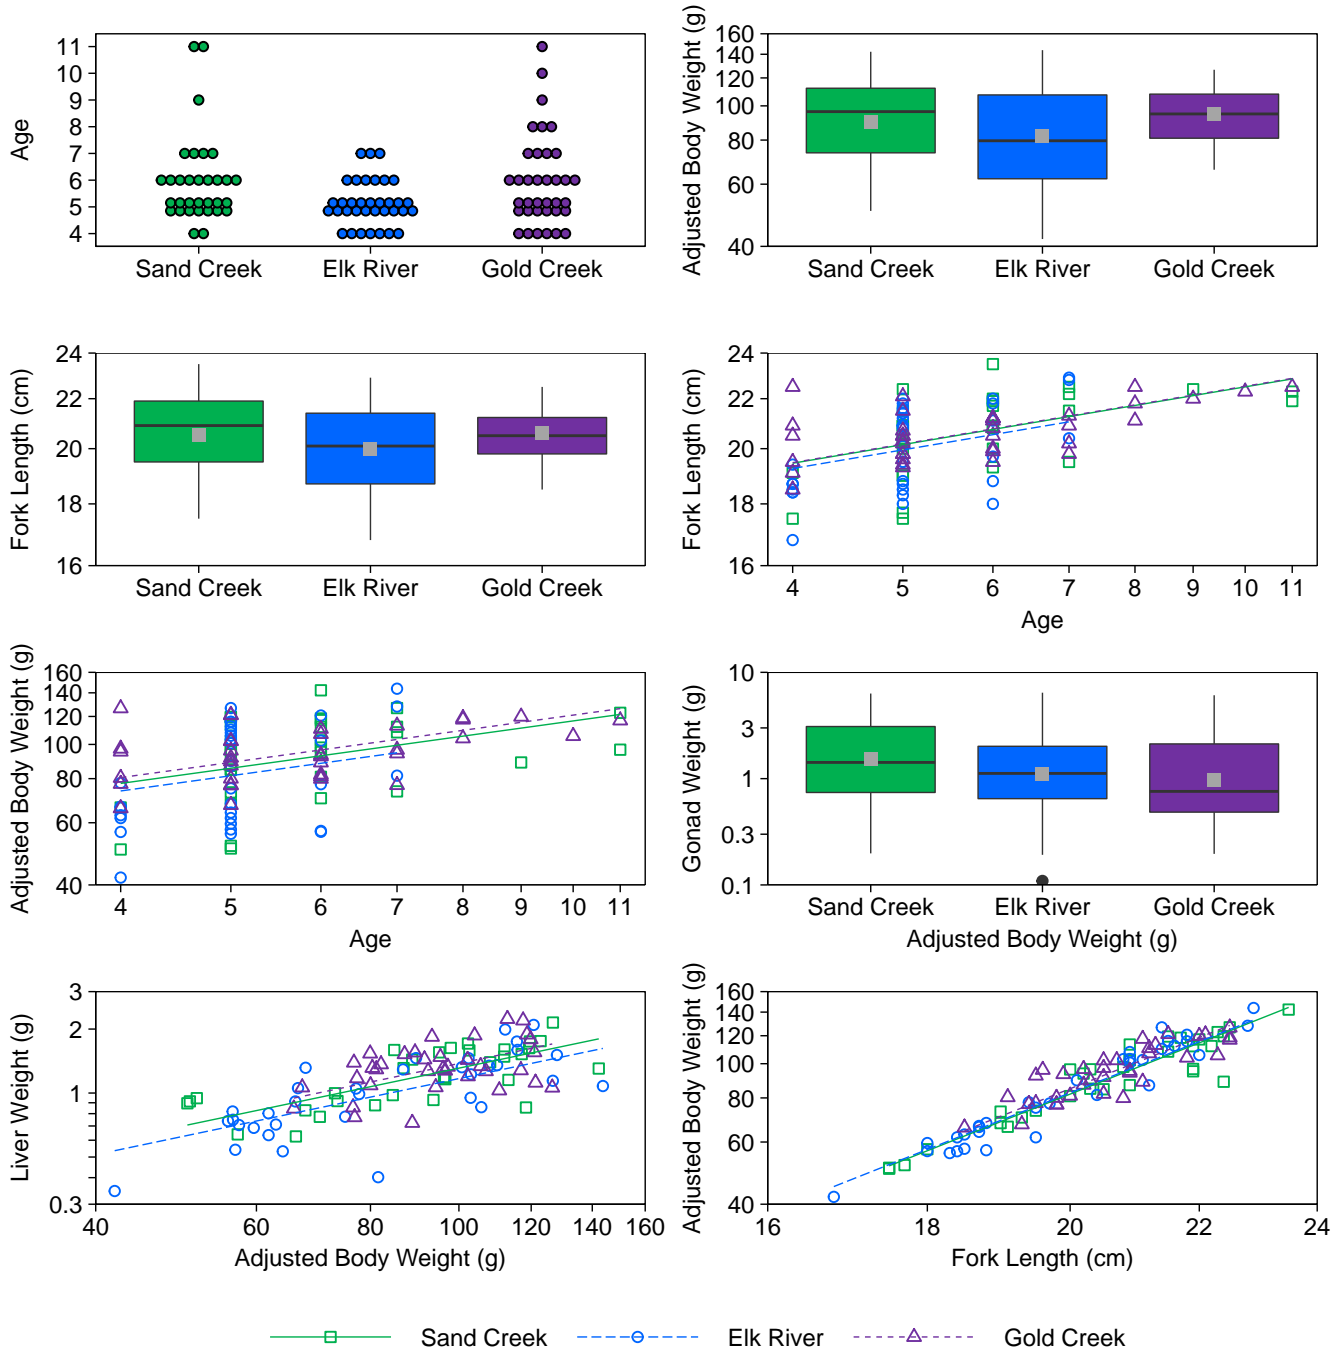 Age
11
10
9
8
7
6
5
4
Sand Creek Elk River Gold Creek
Adjusted Body Weight (g)
160
140
120
100
80
60
40
Sand Creek Elk River Gold Creek
Fork Length (cm)
24
22
20
18
16
Sand Creek Elk River Gold Creek
Fork Length (cm)
24
22
20
18
16
4 5 6 7 8 9 10 11
Age
Adjusted Body Weight (g)
160
140
120
100
80
60
40
4 5 6 7 8 9 10 11
Age
Gonad Weight (g)
10
3
1
0.3
0.1
Sand Creek Elk River Gold Creek
Adjusted Body Weight (g)
Liver Weight (g)
3
2
1
0.3
40 60 80 100 120 140 160
Adjusted Body Weight (g)
Adjusted Body Weight (g)
160
140
120
100
80
60
40
16 18 20 22 24
Fork Length (cm)
Sand Creek Elk River Gold Creek